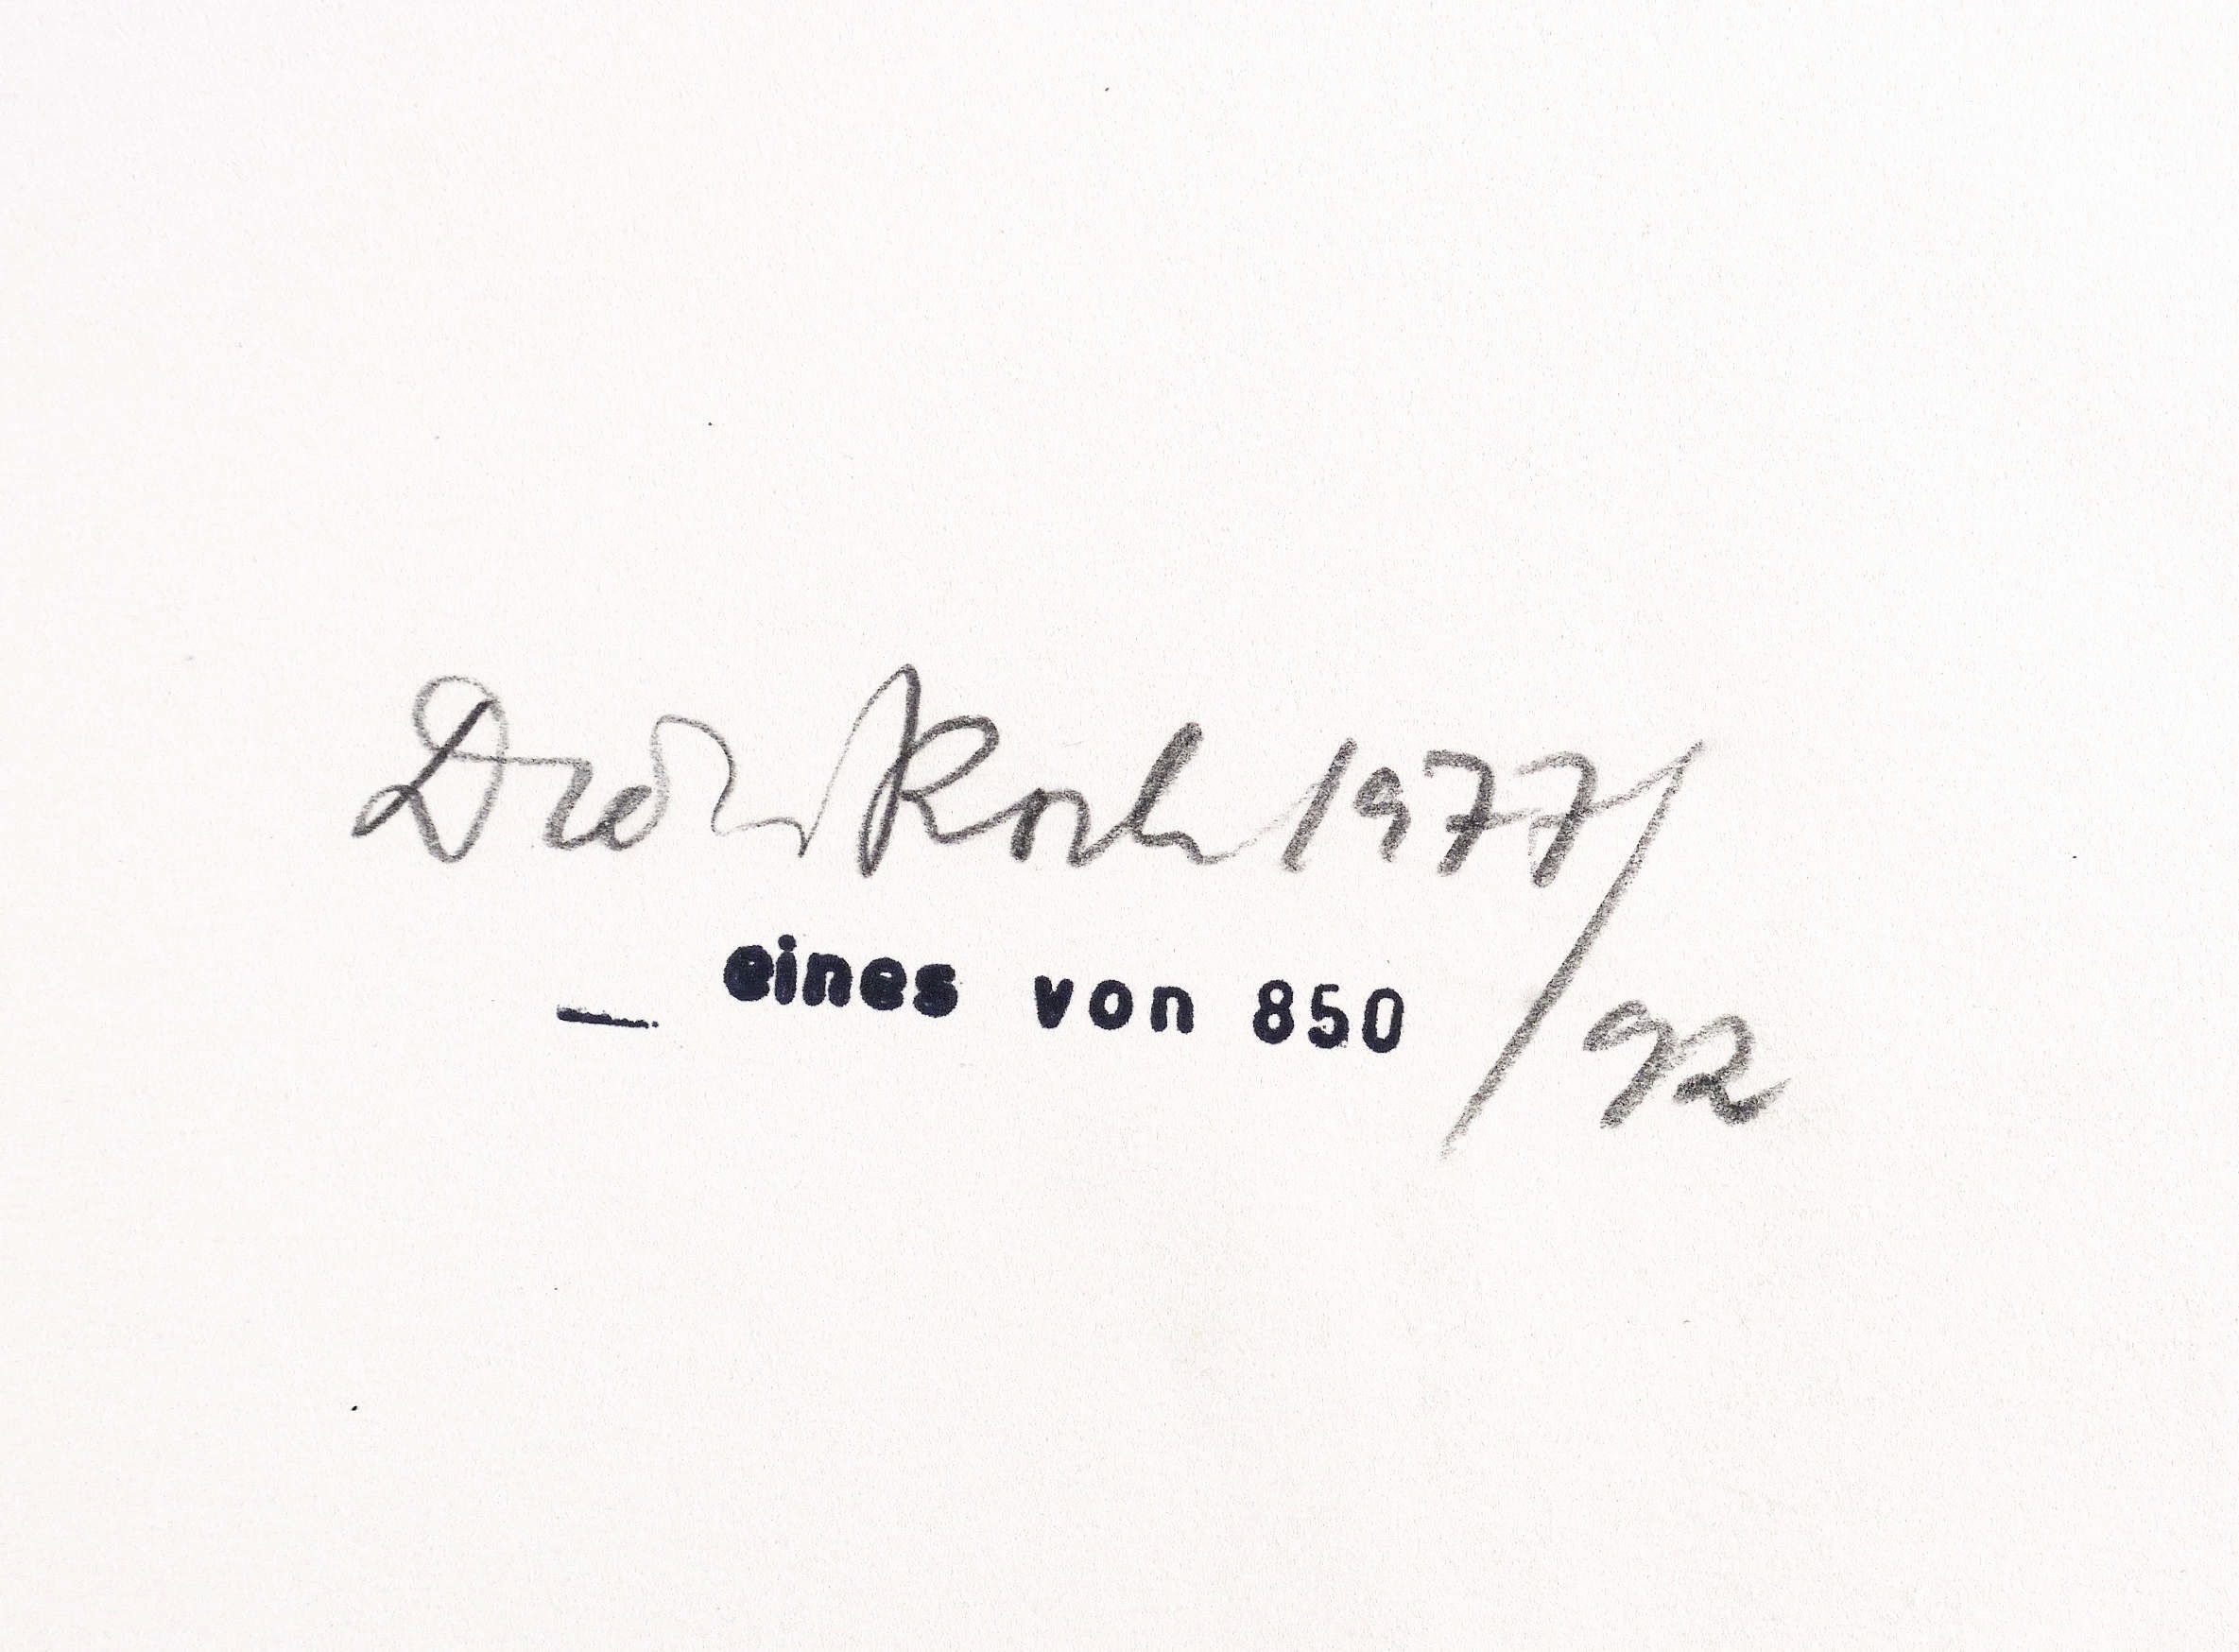 Dieter Roth 1977/
92
eines von 850